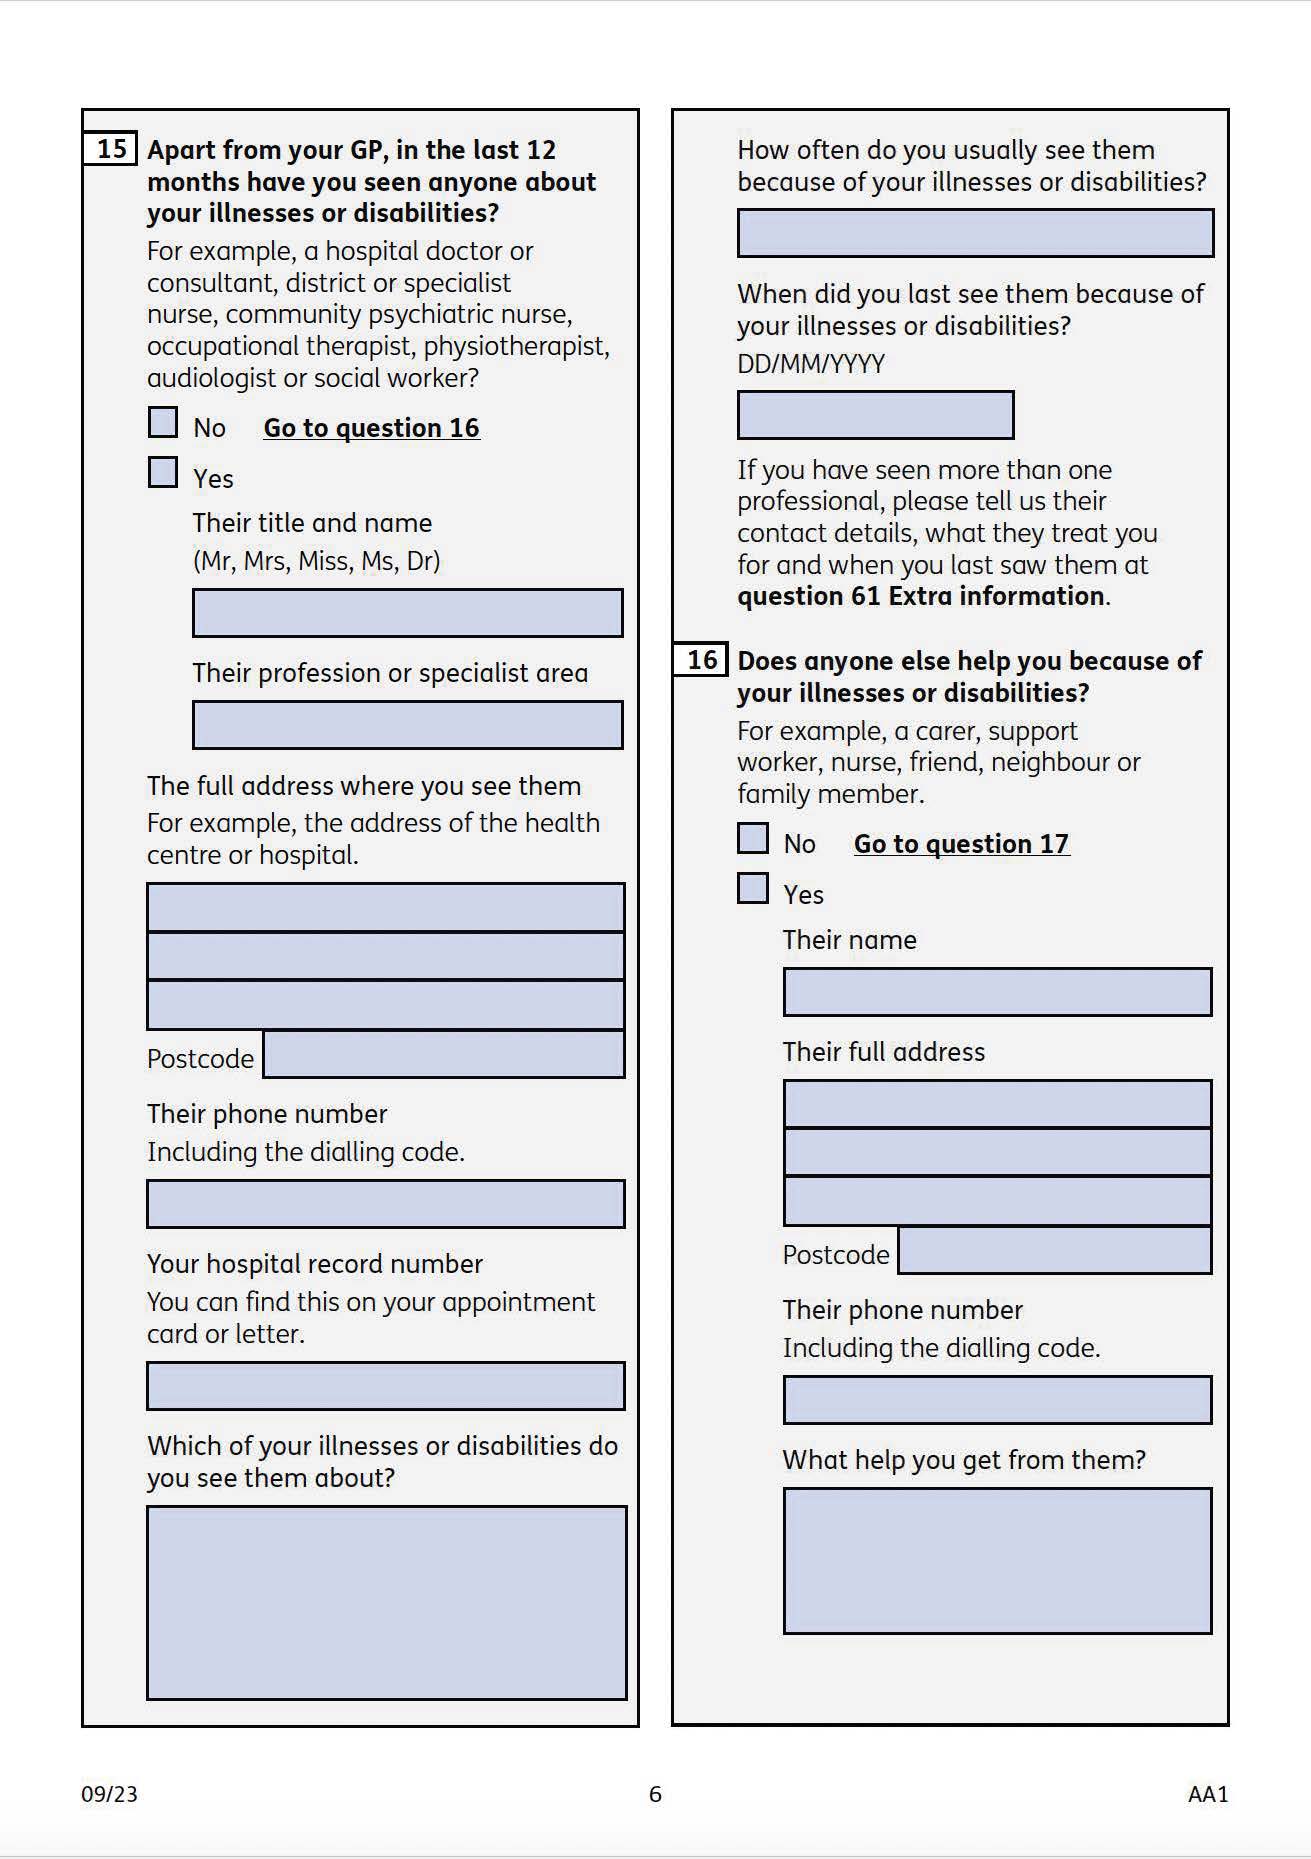 15 Apart from your GP, in the last 12
months have you seen anyone about
your illnesses or disabilities?
For example, a hospital doctor or
consultant, district or specialist
nurse, community psychiatric nurse,
occupational therapist, physiotherapist,
audiologist or social worker?
No Go to question 16
Yes
Their title and name
(Mr, Mrs, Miss, Ms, Dr)
Their profession or specialist area
The full address where you see them
For example, the address of the health
centre or hospital.
Postcode
Their phone number
Including the dialling code.
Your hospital record number
You can find this on your appointment
card or letter.
Which of your illnesses or disabilities do
you see them about?
How often do you usually see them
because of your illnesses or disabilities?
When did you last see them because of
your illnesses or disabilities?
DD/MM/YYYY
If you have seen more than one
professional, please tell us their
contact details, what they treat you
for and when you last saw them at
question 61 Extra information.
16 Does anyone else help you because of
your illnesses or disabilities?
For example, a carer, support
worker, nurse, friend, neighbour or
family member.
No Go to question 17
Yes
Their name
Their full address
Postcode
Their phone number
Including the dialling code.
What help you get from them?
09/23 6 AA1